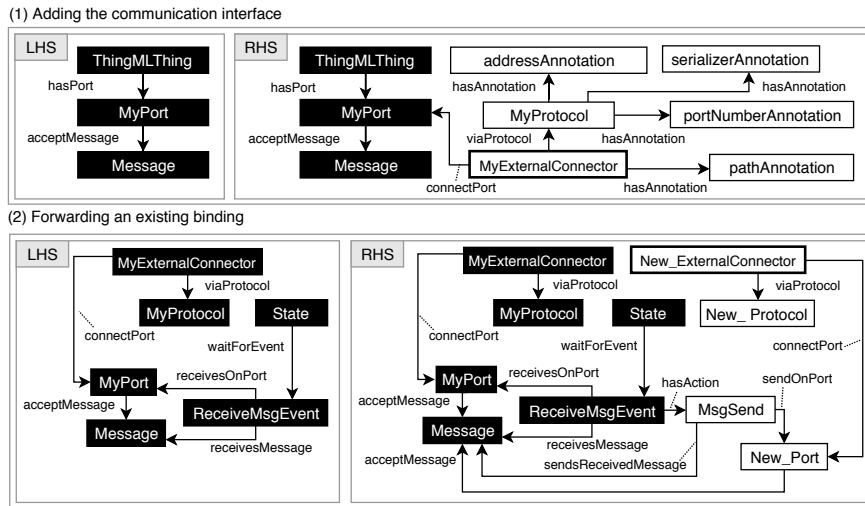 (1) Adding the communication interface
LHS
ThingMLThing
hasPort
MyPort
acceptMessage
Message
RHS
ThingMLThing
hasPort
MyPort
acceptMessage
Message
addressAnnotation
serializerAnnotation
hasAnnotation
hasAnnotation
MyProtocol
portNumberAnnotation
viaProtocol
hasAnnotation
MyExternalConnector
pathAnnotation
connectPort
hasAnnotation
(2) Forwarding an existing binding
LHS
MyExternalConnector
viaProtocol
MyProtocol
State
connectPort
waitForEvent
receivesOnPort
MyPort
acceptMessage
ReceiveMsgEvent
Message
receivesMessage
RHS
MyExternalConnector
New_ExternalConnector
viaProtocol
viaProtocol
MyProtocol
State
New_ Protocol
connectPort
waitForEvent
connectPort
receivesOnPort
hasAction
sendOnPort
MyPort
acceptMessage
ReceiveMsgEvent
MsgSend
Message
receivesMessage
acceptMessage
sendsReceivedMessage
New_Port